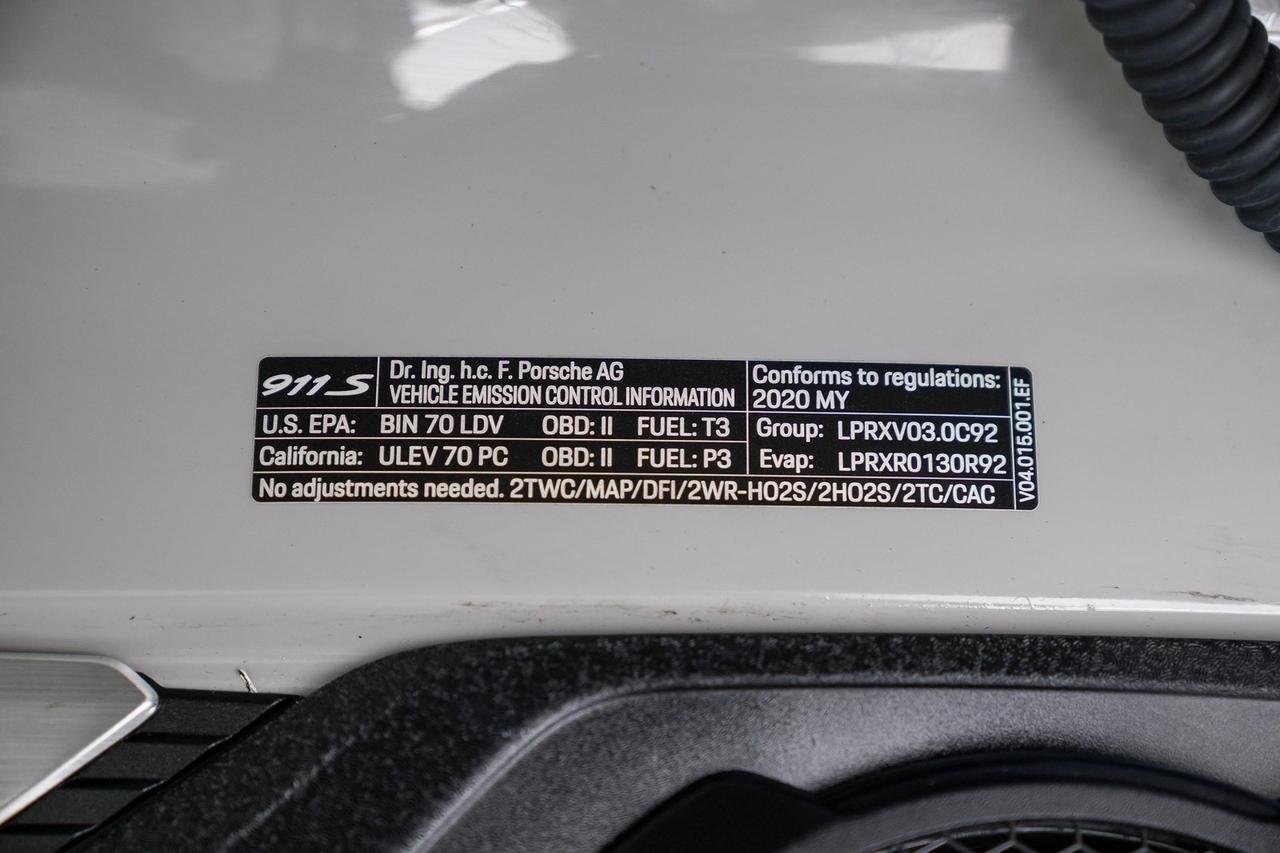 911 S
Dr. Ing. h.c. F. Porsche AG
VEHICLE EMISSION CONTROL INFORMATION
Conforms to regulations:
2020 MY
U.S. EPA: BIN 70 LDV OBD: II FUEL: T3
Group: LPRXV03.0C92
California: ULEV 70 PC OBD: II FUEL: P3
Evap: LPRXR0130R92
No adjustments needed. 2TWC/MAP/DFI/2WR-HO2S/2HO2S/2TC/CAC
V04.015.001.EF